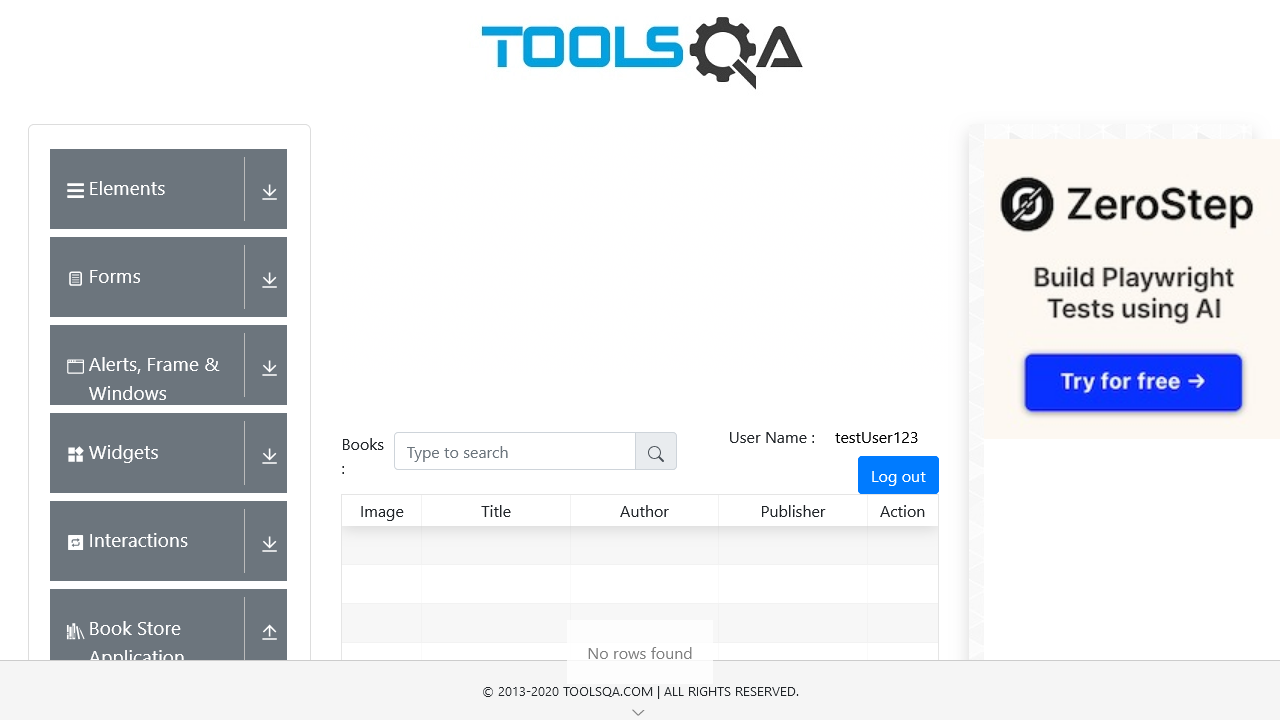 TOOLSQA
Elements
Forms
Alerts, Frame &
Windows
Widgets
Interactions
Book Store
Application
Books
:
Type to search
User Name :
testUser123
Log out
Image
Title
Author
Publisher
Action
No rows found
ZeroStep
Build Playwright
Tests using AI
Try for free →
© 2013-2020 TOOLSQA.COM | ALL RIGHTS RESERVED.